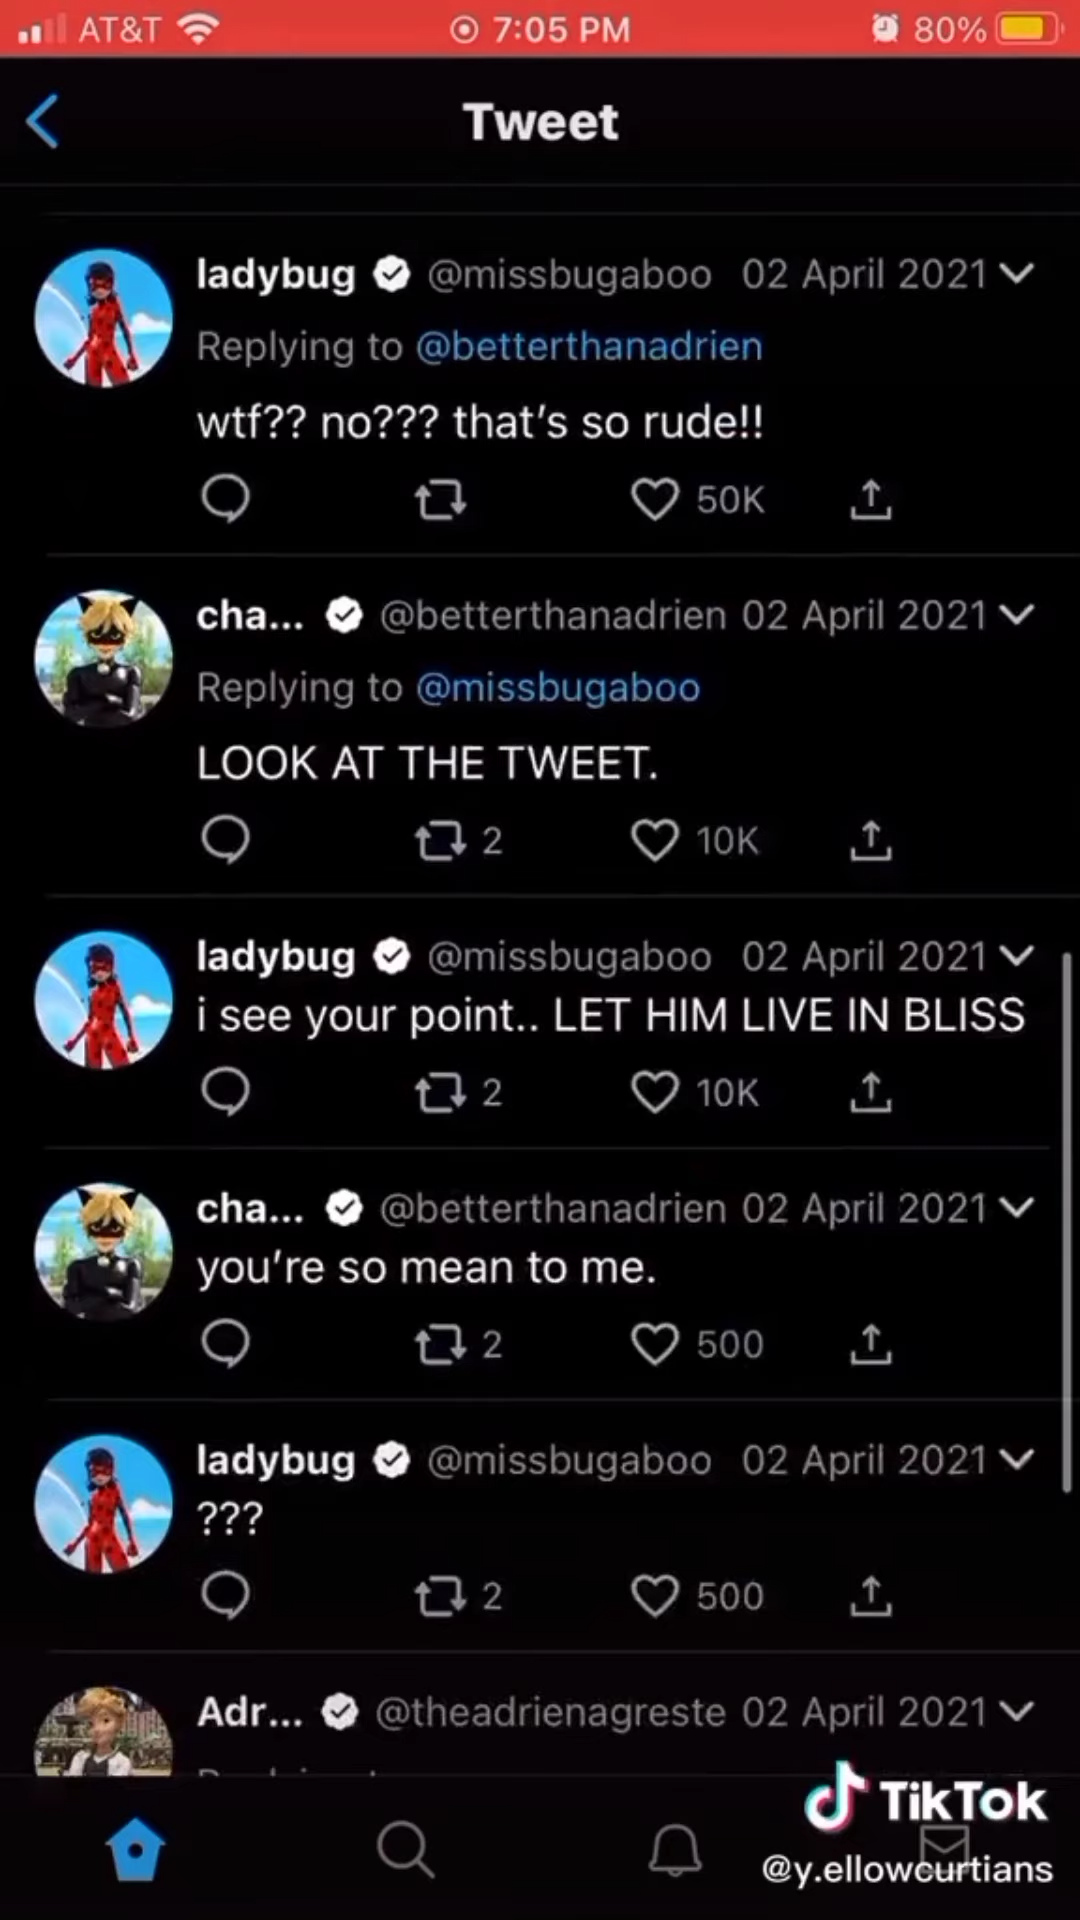 AT&T 7:05 PM 80%
Tweet
ladybug @missbugaboo 02 April 2021
Replying to @betterthanadrien
wtf?? no??? that's so rude!!
50K
cha... @betterthanadrien 02 April 2021
Replying to @missbugaboo
LOOK AT THE TWEET.
2 10K
ladybug @missbugaboo 02 April 2021
i see your point.. LET HIM LIVE IN BLISS
2 10K
cha... @betterthanadrien 02 April 2021
you're so mean to me.
2 500
ladybug @missbugaboo 02 April 2021
???
2 500
Adr... @theadrienagreste 02 April 2021
TikTok
@y.ellowcurtians